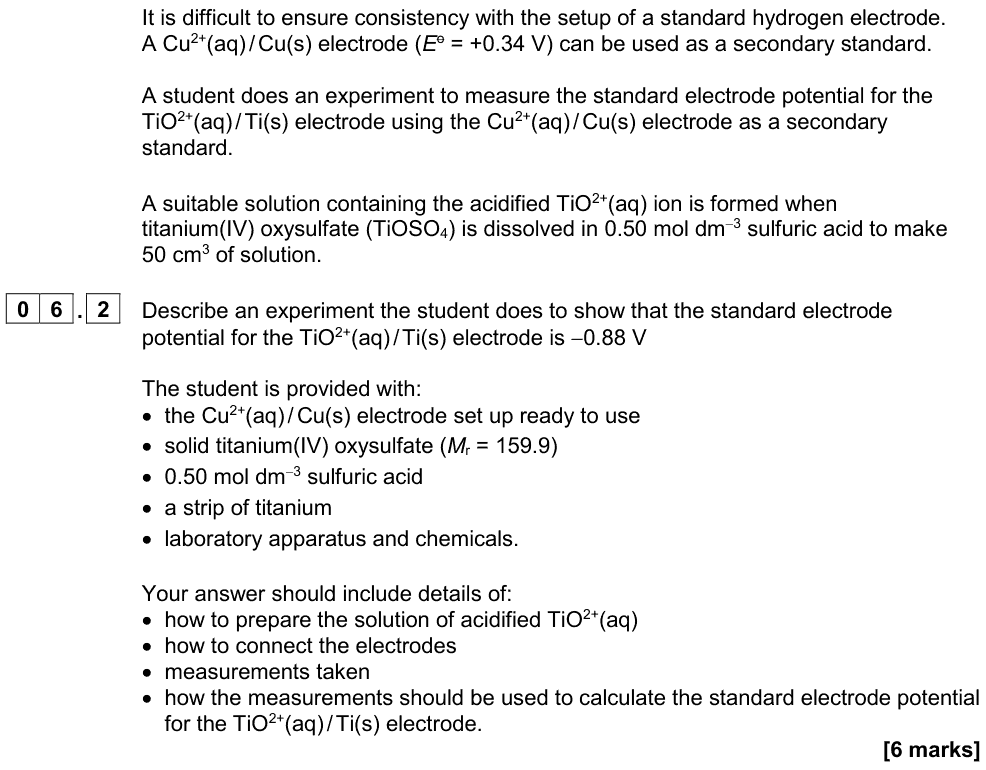 It is difficult to ensure consistency with the setup of a standard hydrogen electrode.
A Cu²⁺(aq)/Cu(s) electrode (E⦵ = +0.34 V) can be used as a secondary standard.
A student does an experiment to measure the standard electrode potential for the
TiO²⁺(aq)/Ti(s) electrode using the Cu²⁺(aq)/Cu(s) electrode as a secondary
standard.
A suitable solution containing the acidified TiO²⁺(aq) ion is formed when
titanium(IV) oxysulfate (TiOSO₄) is dissolved in 0.50 mol dm⁻³ sulfuric acid to make
50 cm³ of solution.
0 6 . 2 Describe an experiment the student does to show that the standard electrode
potential for the TiO²⁺(aq)/Ti(s) electrode is −0.88 V
The student is provided with:
• the Cu²⁺(aq)/Cu(s) electrode set up ready to use
• solid titanium(IV) oxysulfate (Mᵣ = 159.9)
• 0.50 mol dm⁻³ sulfuric acid
• a strip of titanium
• laboratory apparatus and chemicals.
Your answer should include details of:
• how to prepare the solution of acidified TiO²⁺(aq)
• how to connect the electrodes
• measurements taken
• how the measurements should be used to calculate the standard electrode potential
for the TiO²⁺(aq)/Ti(s) electrode.
[6 marks]